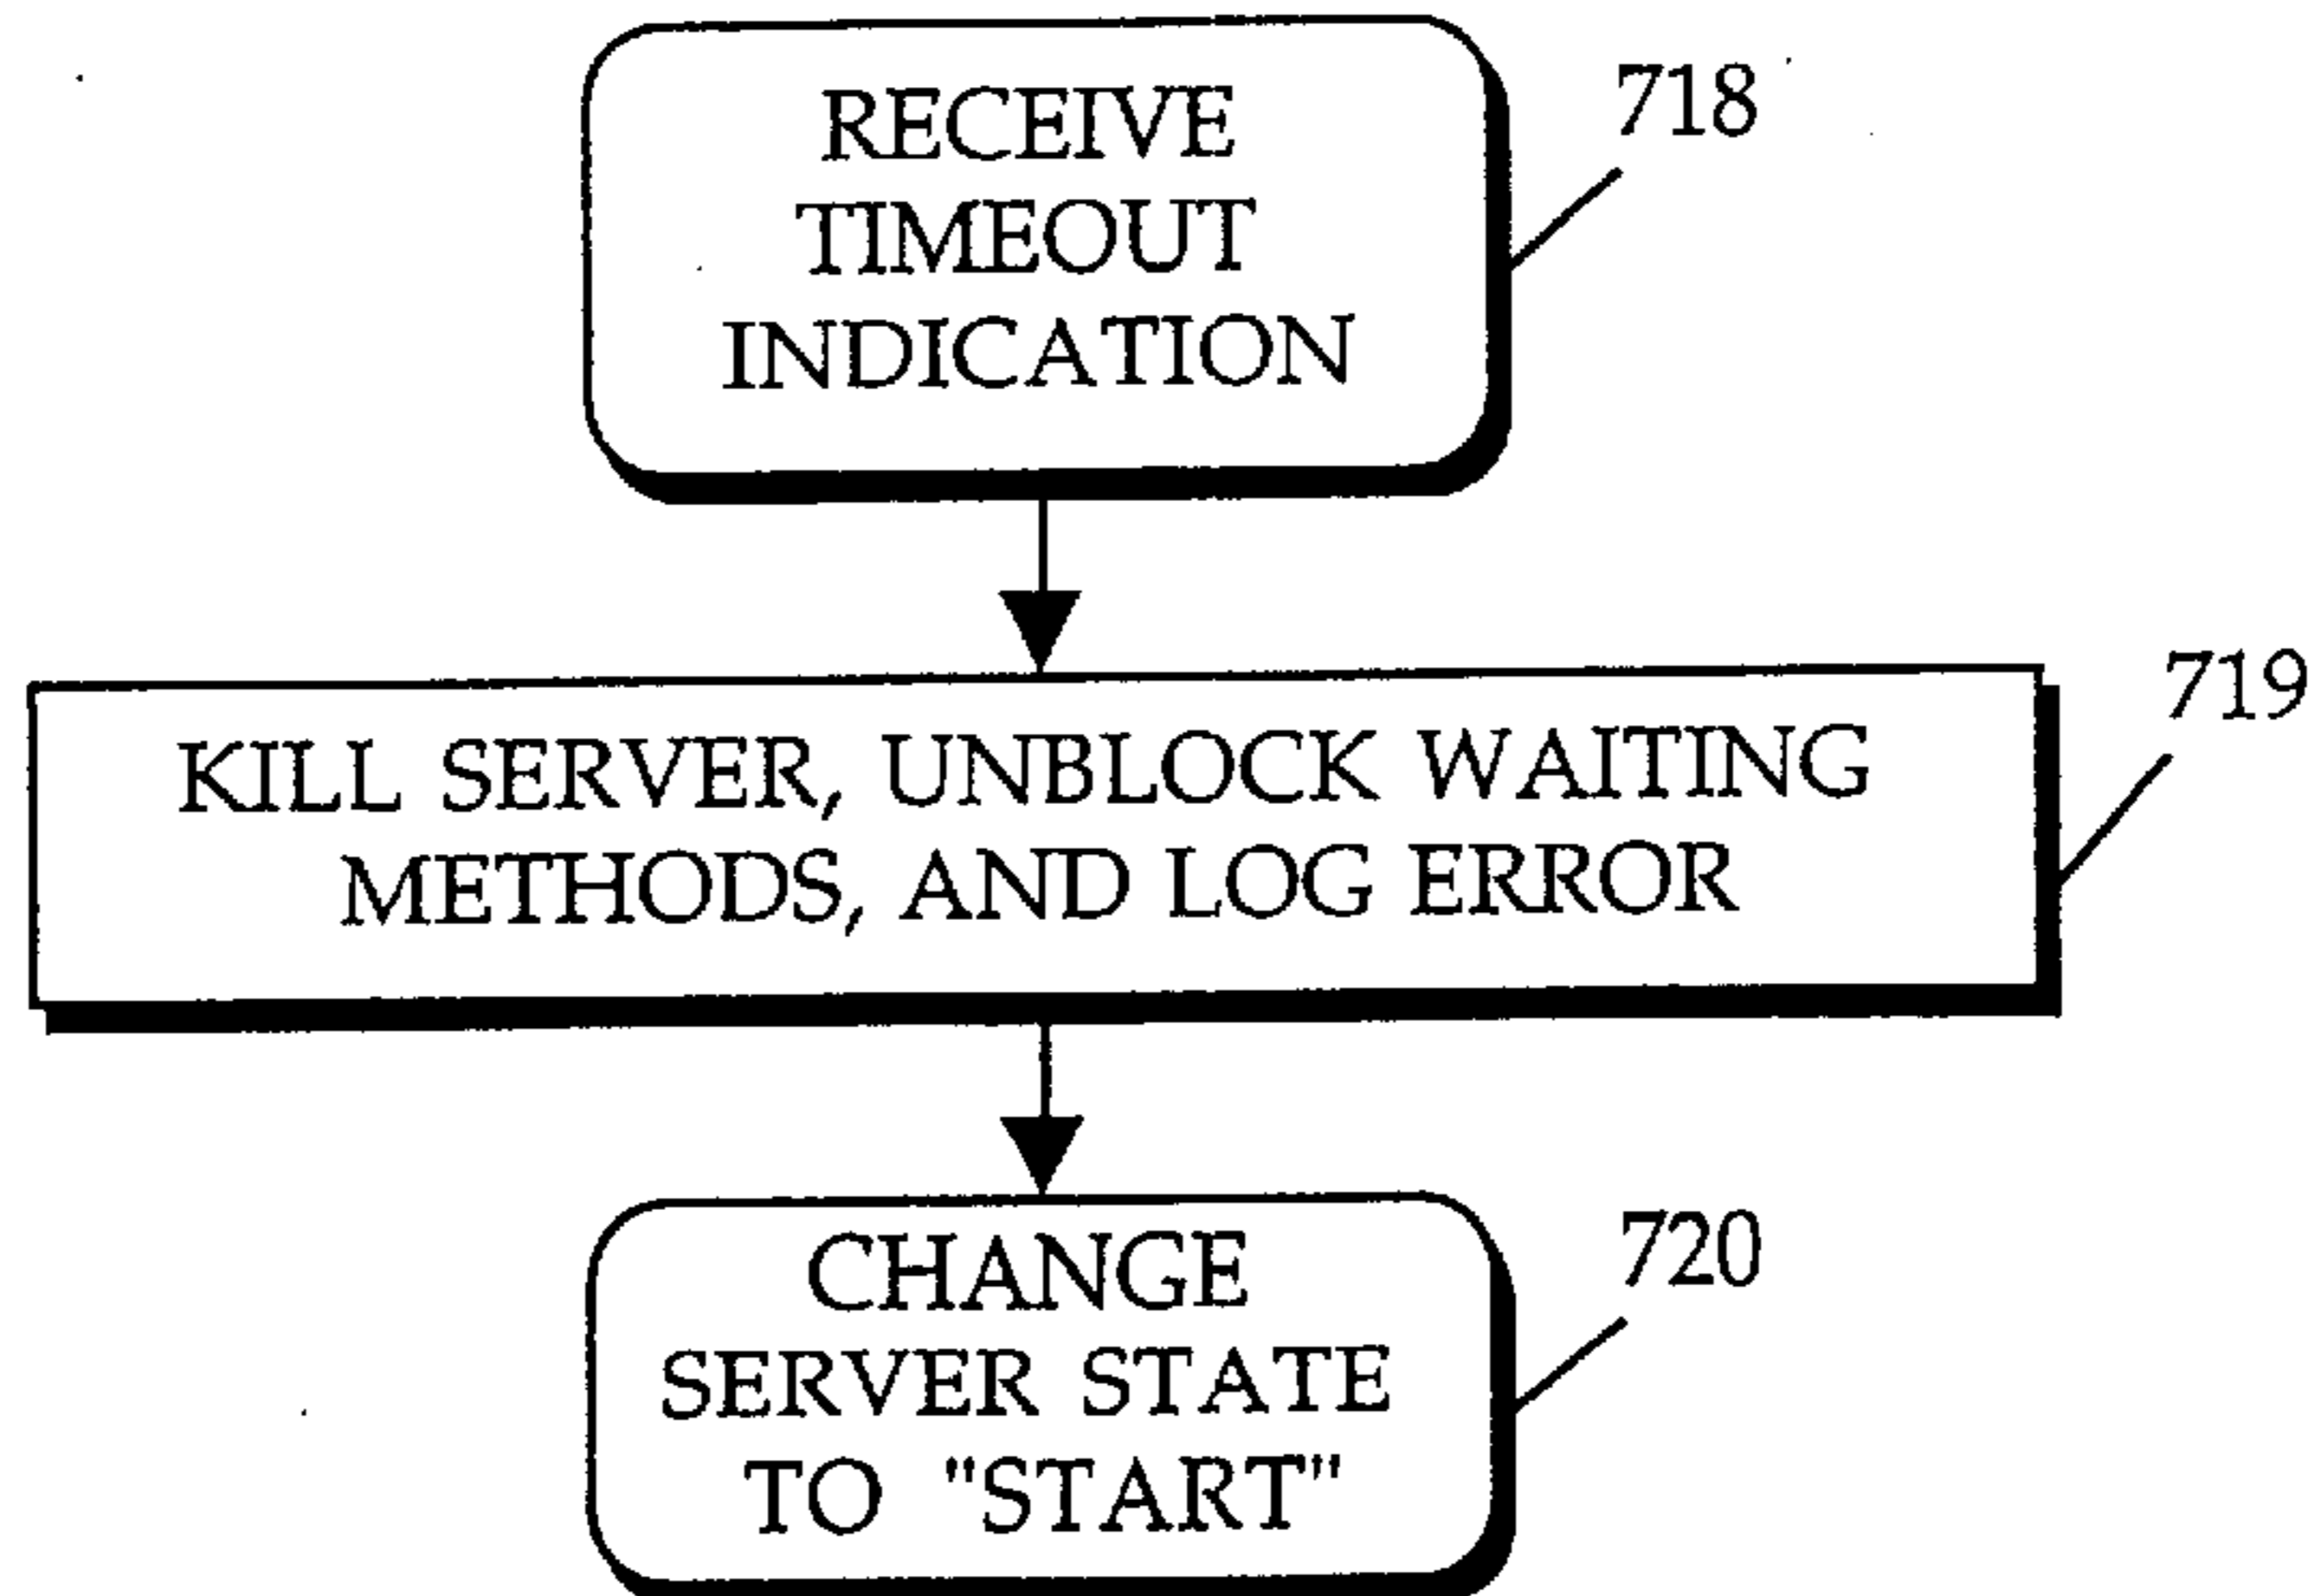 RECEIVE
TIMEOUT
INDICATION
718
KILL SERVER, UNBLOCK WAITING
METHODS, AND LOG ERROR
719
CHANGE
SERVER STATE
TO "START"
720